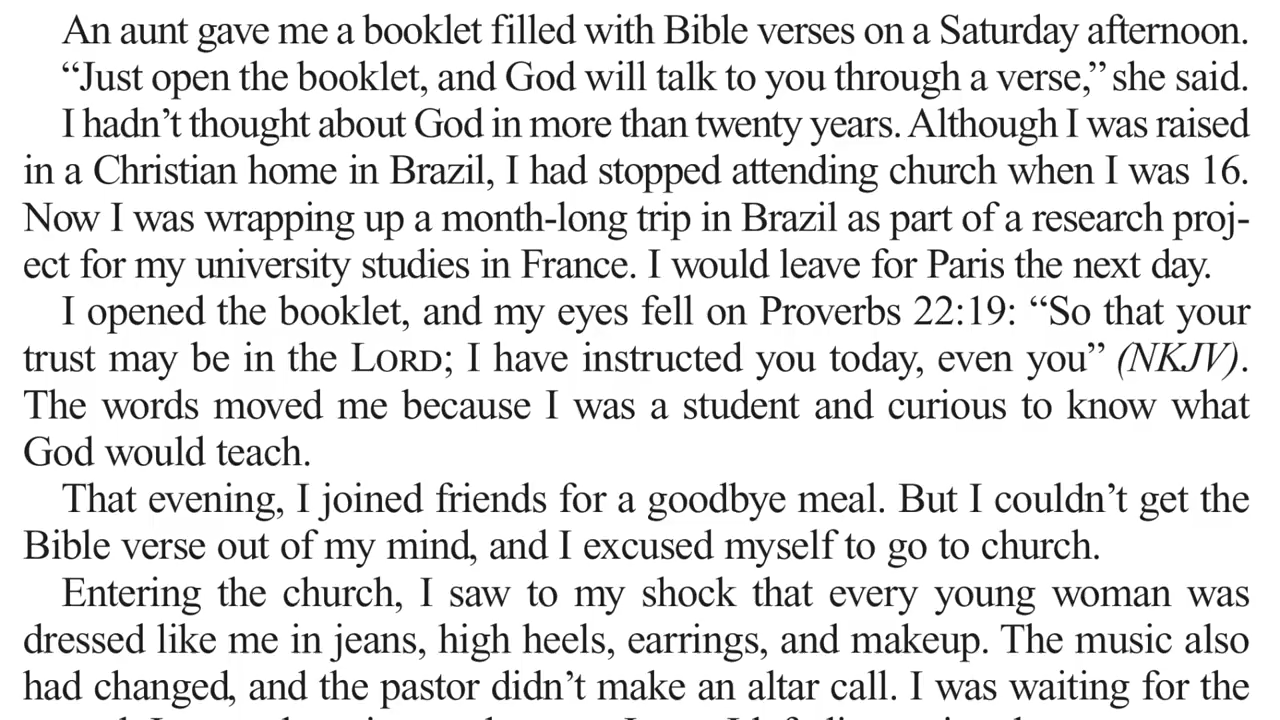 An aunt gave me a booklet filled with Bible verses on a Saturday afternoon.
“Just open the booklet, and God will talk to you through a verse,” she said.
I hadn’t thought about God in more than twenty years. Although I was raised
in a Christian home in Brazil, I had stopped attending church when I was 16.
Now I was wrapping up a month-long trip in Brazil as part of a research proj-
ect for my university studies in France. I would leave for Paris the next day.
I opened the booklet, and my eyes fell on Proverbs 22:19: “So that your
trust may be in the LORD; I have instructed you today, even you” (NKJV).
The words moved me because I was a student and curious to know what
God would teach.
That evening, I joined friends for a goodbye meal. But I couldn’t get the
Bible verse out of my mind, and I excused myself to go to church.
Entering the church, I saw to my shock that every young woman was
dressed like me in jeans, high heels, earrings, and makeup. The music also
had changed, and the pastor didn’t make an altar call. I was waiting for the